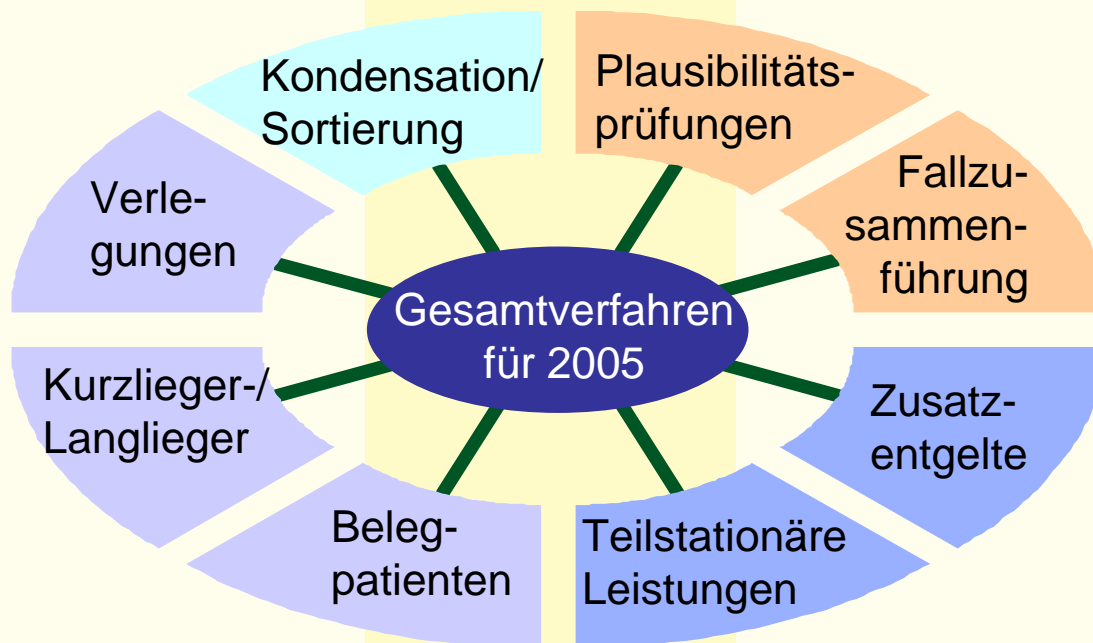 Kondensation/
Sortierung
Plausibilitäts-
prüfungen
Verle-
gungen
Fallzu-
sammen-
führung
Gesamtverfahren
für 2005
Kurzlieger-/
Langlieger
Zusatz-
entgelte
Beleg-
patienten
Teilstationäre
Leistungen